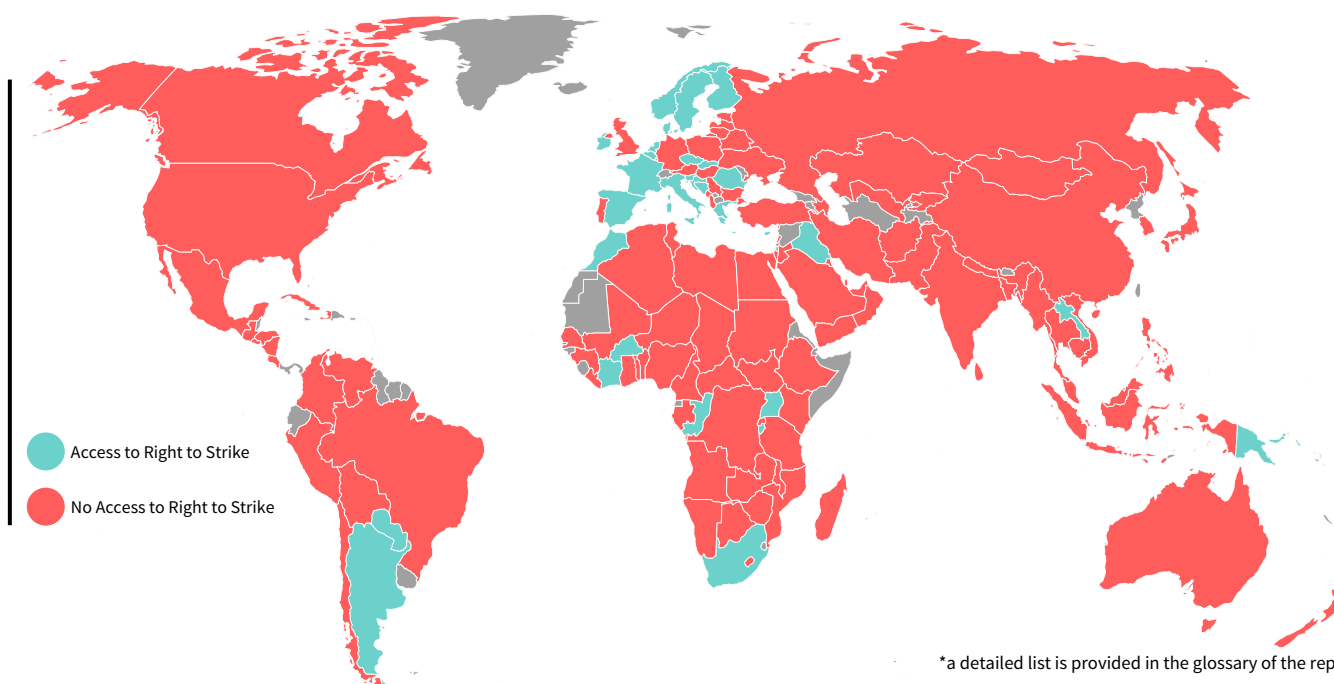 Access to Right to Strike
No Access to Right to Strike
*a detailed list is provided in the glossary of the rep